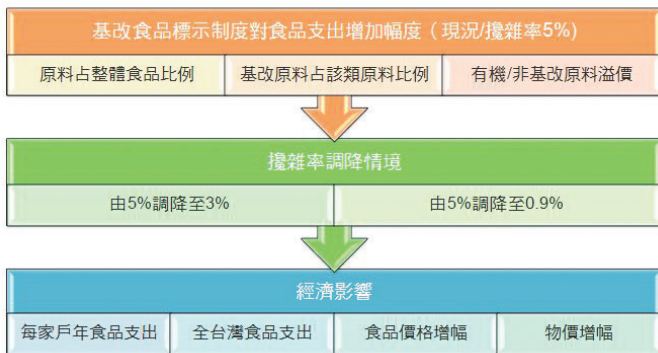 基改食品標示制度對食品支出增加幅度（現況/攙雜率5%)
原料占整體食品比例 基改原料占該類原料比例 有機/非基改原料溢價
攙雜率調降情境
由5%調降至3% 由5%調降至0.9%
經濟影響
每家戶年食品支出 全台灣食品支出 食品價格增幅 物價增幅